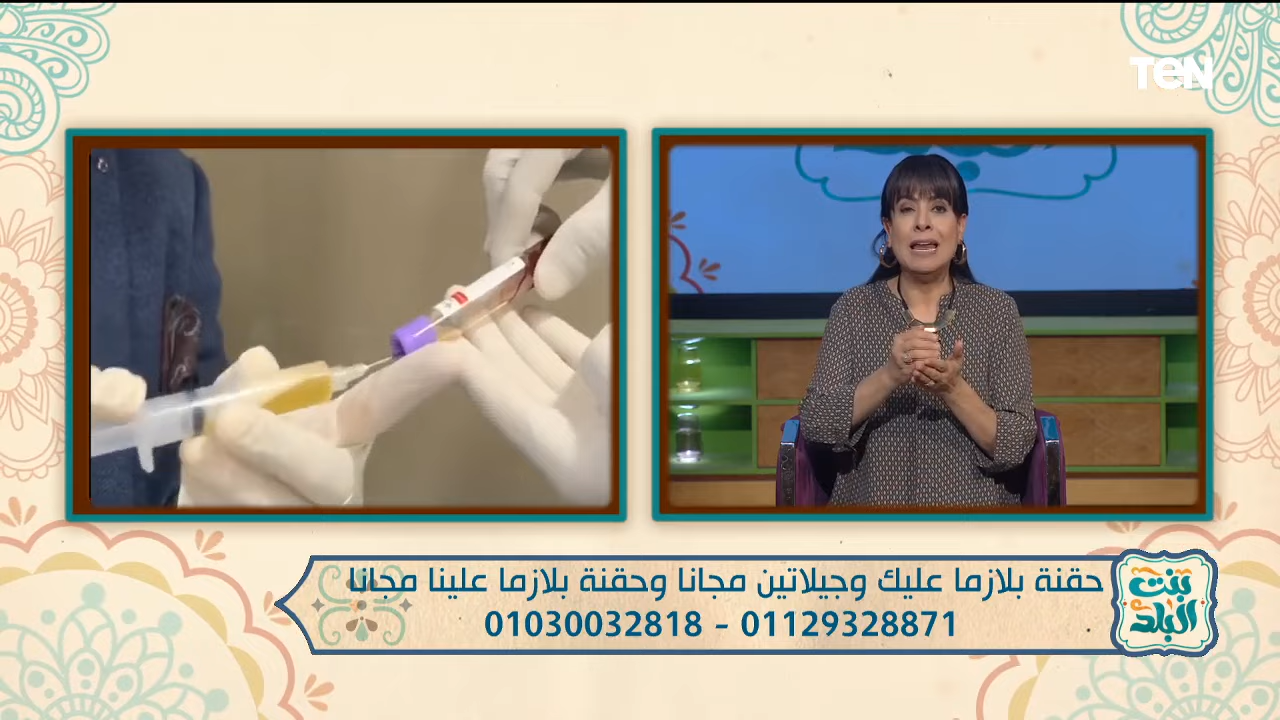 TEN
حقنة بلازما عليك وجيلاتين مجانا وحقنة بلازما علينا مجانا
01030032818 - 01129328871
بنت
البلد